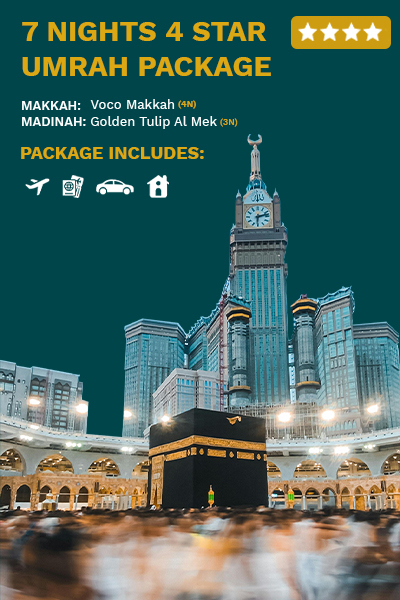 7 NIGHTS 4 STAR
UMRAH PACKAGE
MAKKAH: Voco Makkah (4N)
MADINAH: Golden Tulip Al Mek (3N)
PACKAGE INCLUDES: